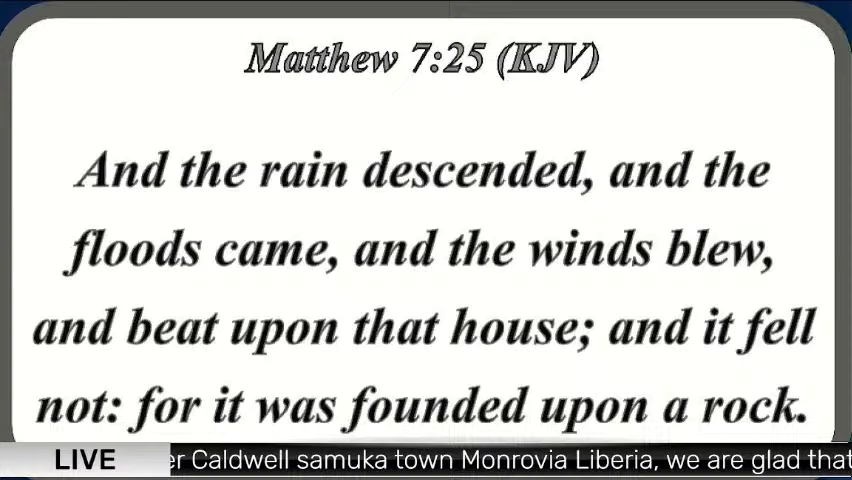 Matthew 7:25 (KJV)
And the rain descended, and the
floods came, and the winds blew,
and beat upon that house; and it fell
not: for it was founded upon a rock.
LIVE
er Caldwell samuka town Monrovia Liberia, we are glad that